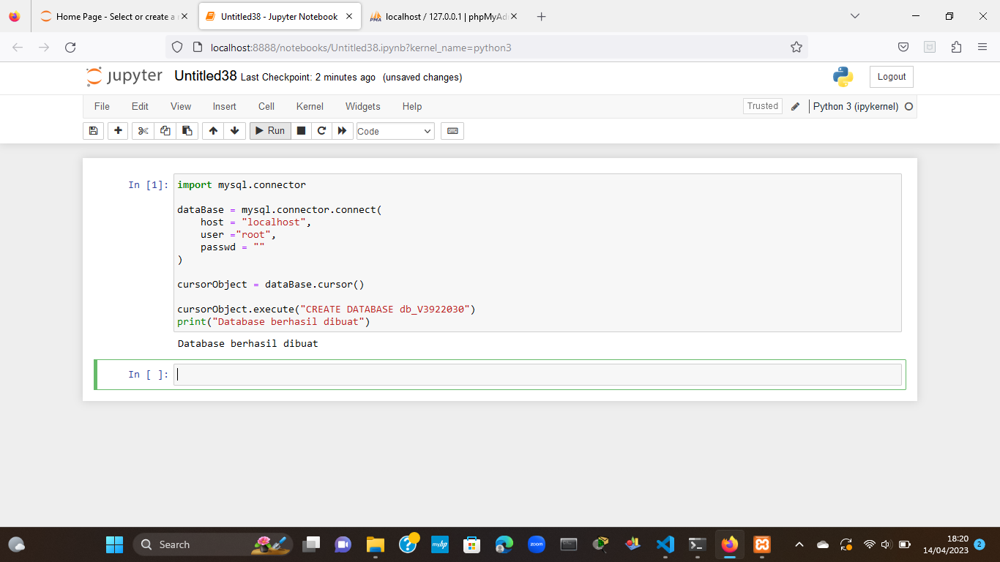 Home Page - Select or create a
Untitled38 - Jupyter Notebook
localhost / 127.0.0.1 | phpMyAd
localhost:8888/notebooks/Untitled38.ipynb?kernel_name=python3
jupyter Untitled38 Last Checkpoint: 2 minutes ago (unsaved changes)
Logout
File Edit View Insert Cell Kernel Widgets Help
Trusted
Python 3 (ipykernel)
Run
Code
In [1]:
import mysql.connector
dataBase = mysql.connector.connect(
    host = "localhost",
    user ="root",
    passwd = ""
)
cursorObject = dataBase.cursor()
cursorObject.execute("CREATE DATABASE db_V3922030")
print("Database berhasil dibuat")
Database berhasil dibuat
In [ ]:
Search
myhp
zoom
18:20
14/04/2023
2